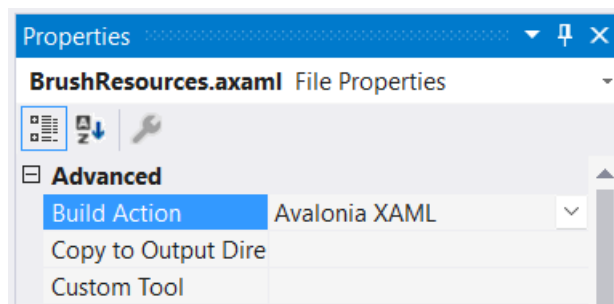 Properties
BrushResources.axaml File Properties
Advanced
Build Action Avalonia XAML
Copy to Output Dire
Custom Tool